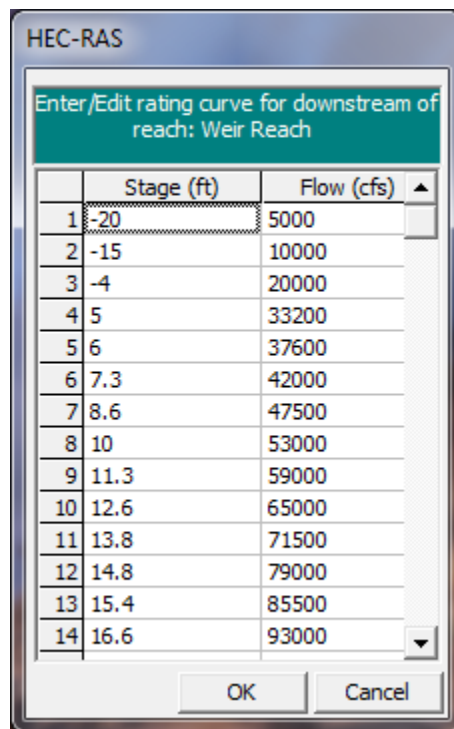 HEC-RAS
Enter/Edit rating curve for downstream of
reach: Weir Reach
Stage (ft) Flow (cfs)
1 -20 5000
2 -15 10000
3 -4 20000
4 5 33200
5 6 37600
6 7.3 42000
7 8.6 47500
8 10 53000
9 11.3 59000
10 12.6 65000
11 13.8 71500
12 14.8 79000
13 15.4 85500
14 16.6 93000
OK Cancel